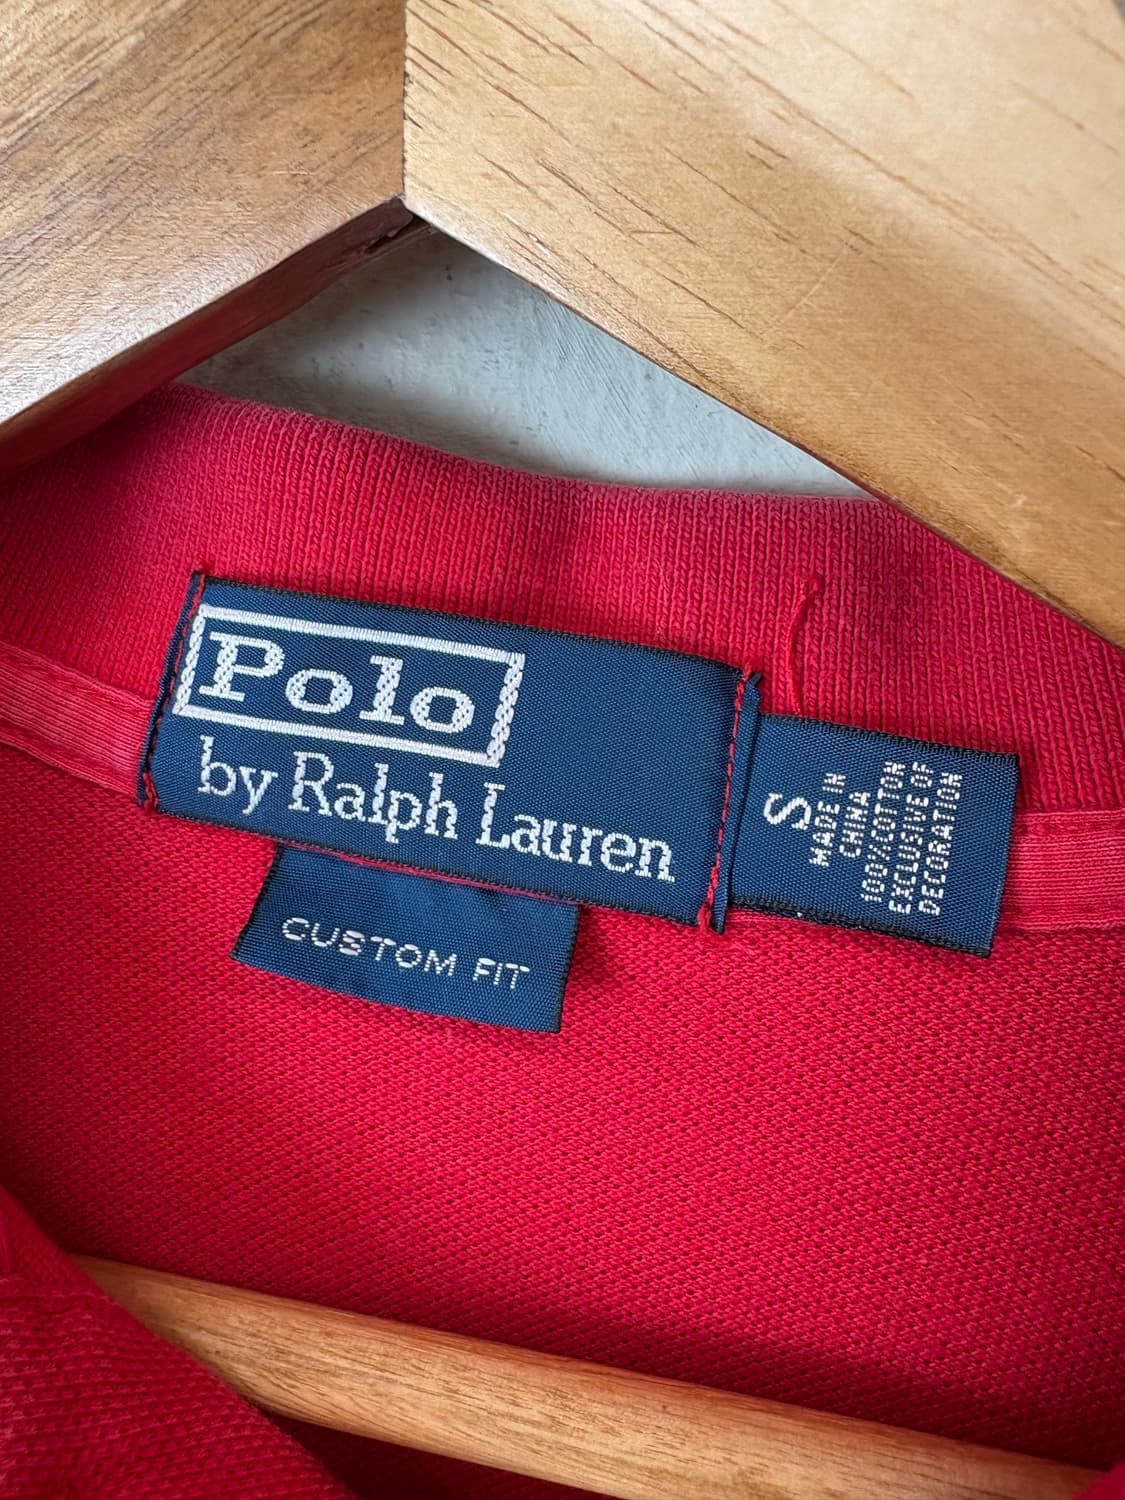 Polo
by Ralph Lauren
CUSTOM FIT
S
MADE IN
CHINA
100%COTTON
EXCLUSIVE OF
DECORATION